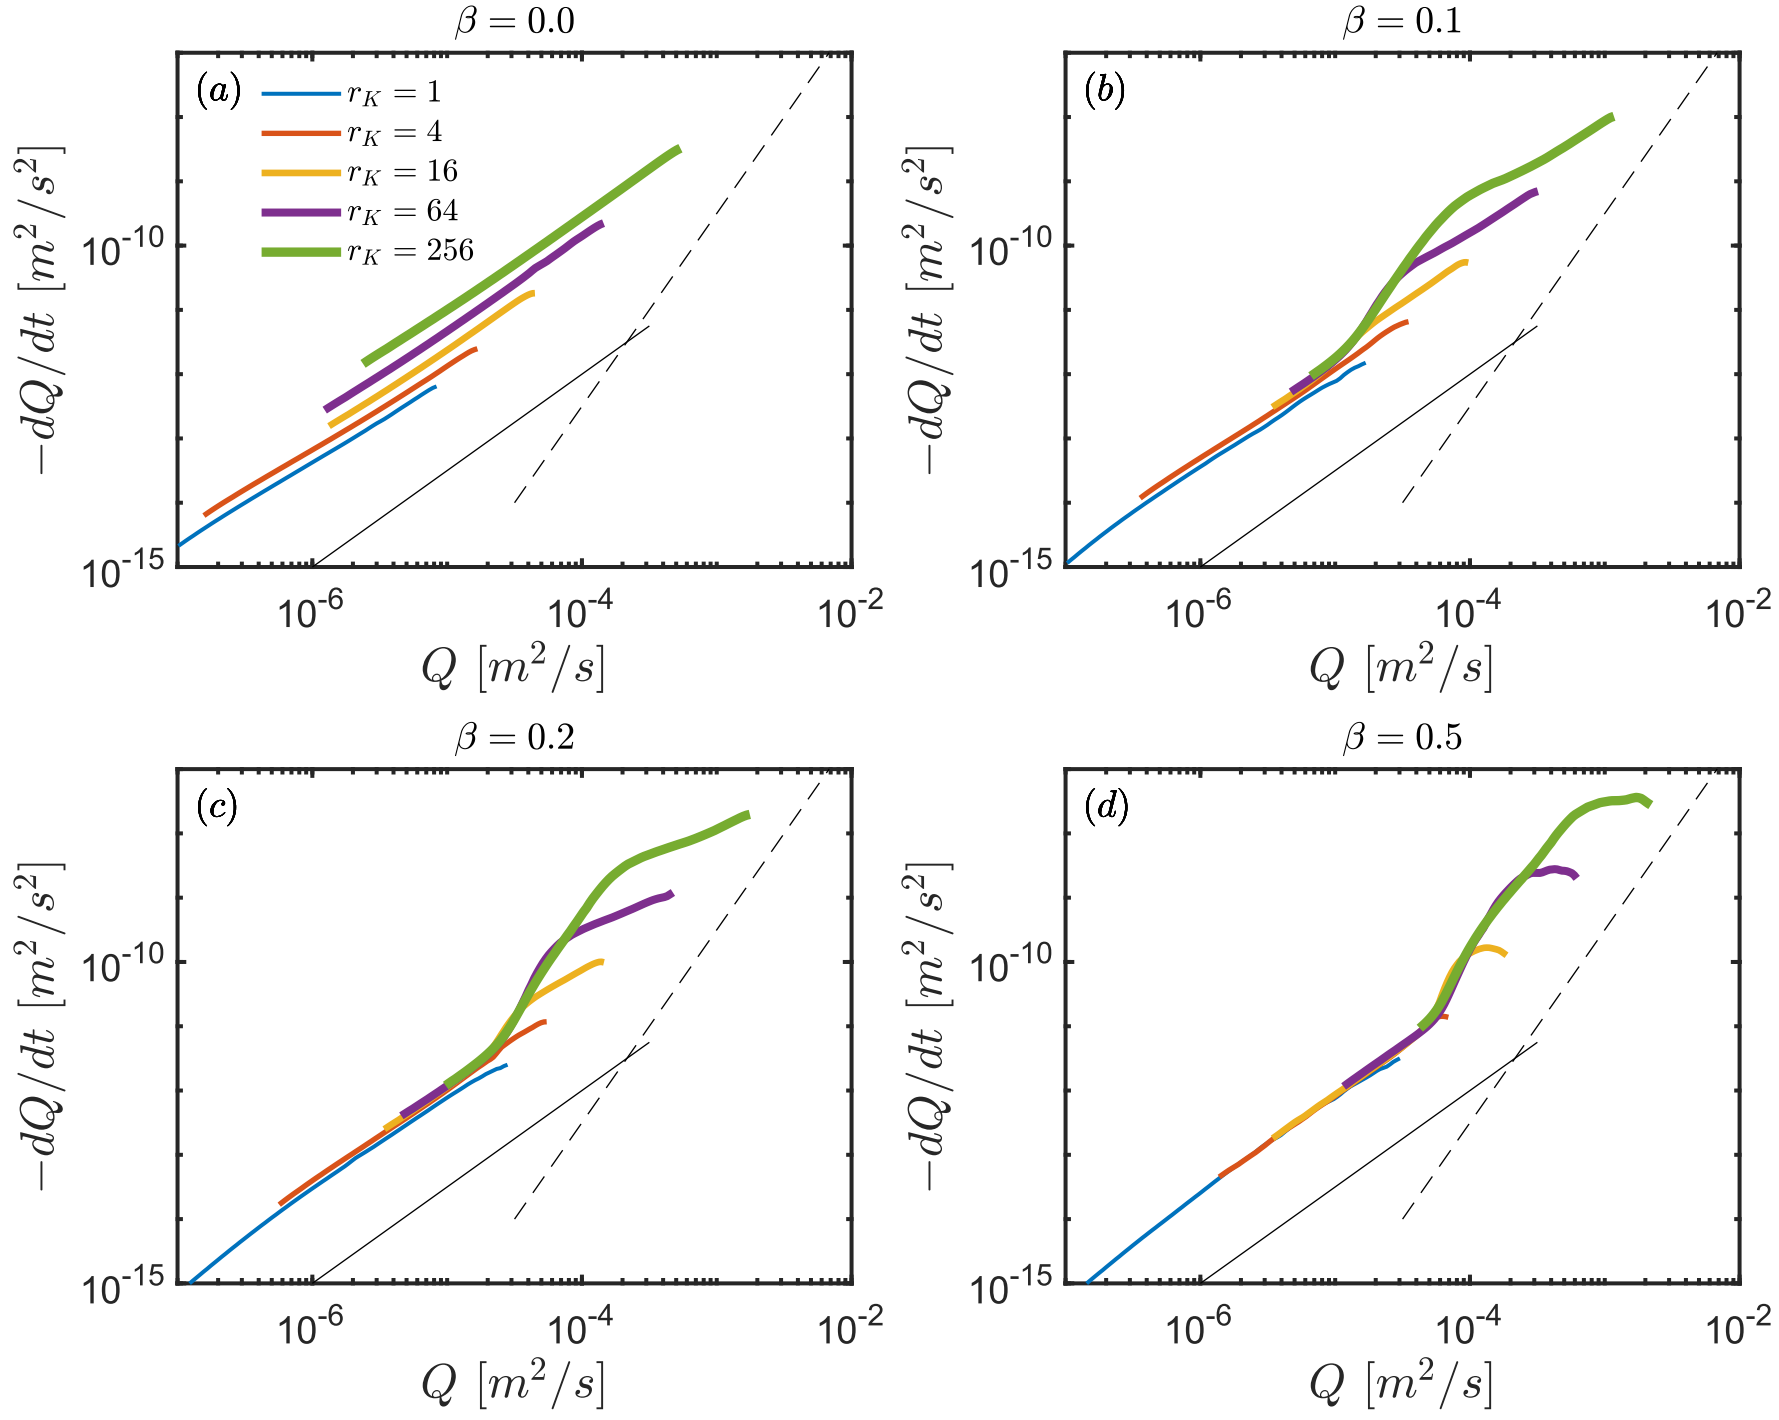 β = 0.0
(a)
r_K = 1
r_K = 4
r_K = 16
r_K = 64
r_K = 256
−dQ/dt [m²/s²]
10⁻¹⁰
10⁻¹⁵
10⁻⁶ 10⁻⁴ 10⁻²
Q [m²/s]
β = 0.1
(b)
−dQ/dt [m²/s²]
10⁻¹⁰
10⁻¹⁵
10⁻⁶ 10⁻⁴ 10⁻²
Q [m²/s]
β = 0.2
(c)
−dQ/dt [m²/s²]
10⁻¹⁰
10⁻¹⁵
10⁻⁶ 10⁻⁴ 10⁻²
Q [m²/s]
β = 0.5
(d)
−dQ/dt [m²/s²]
10⁻¹⁰
10⁻¹⁵
10⁻⁶ 10⁻⁴ 10⁻²
Q [m²/s]